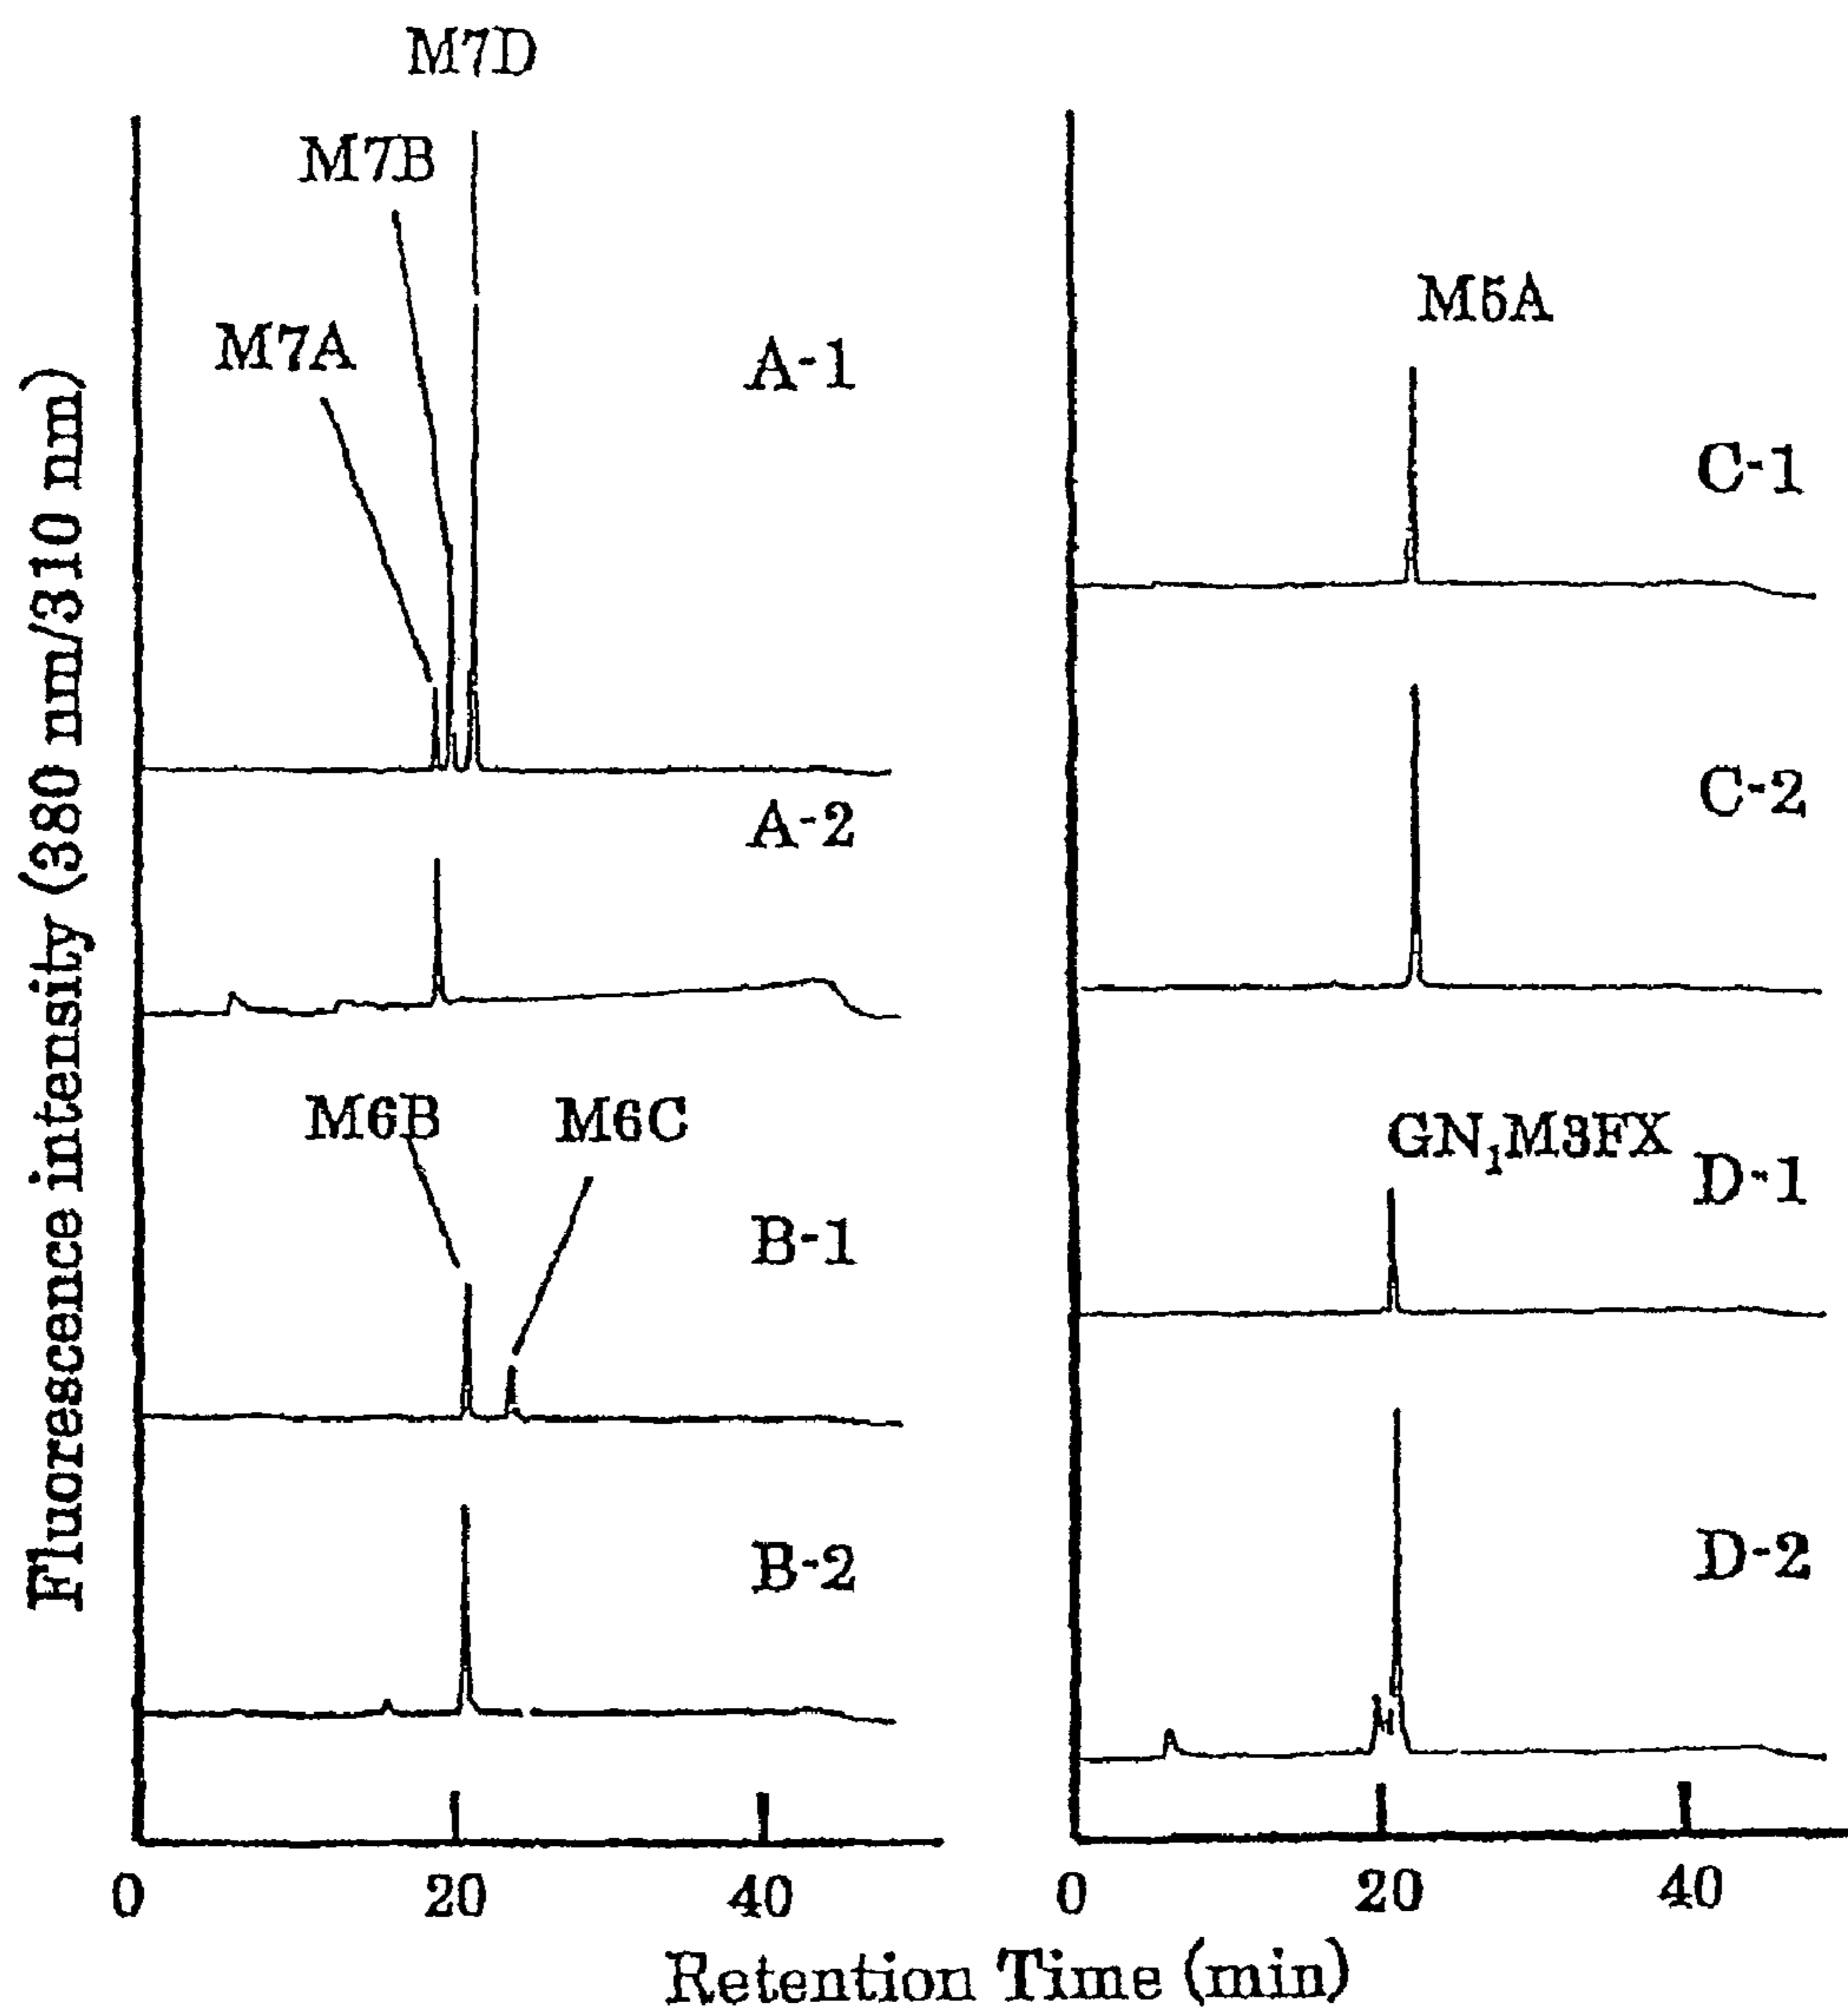 M7D
M7B
M7A
A-1
A-2
M6B
M6C
B-1
B-2
M5A
C-1
C-2
GN₁M3FX
D-1
D-2
Fluorescence intensity (380 nm/310 nm)
0 20 40
0 20 40
Retention Time (min)